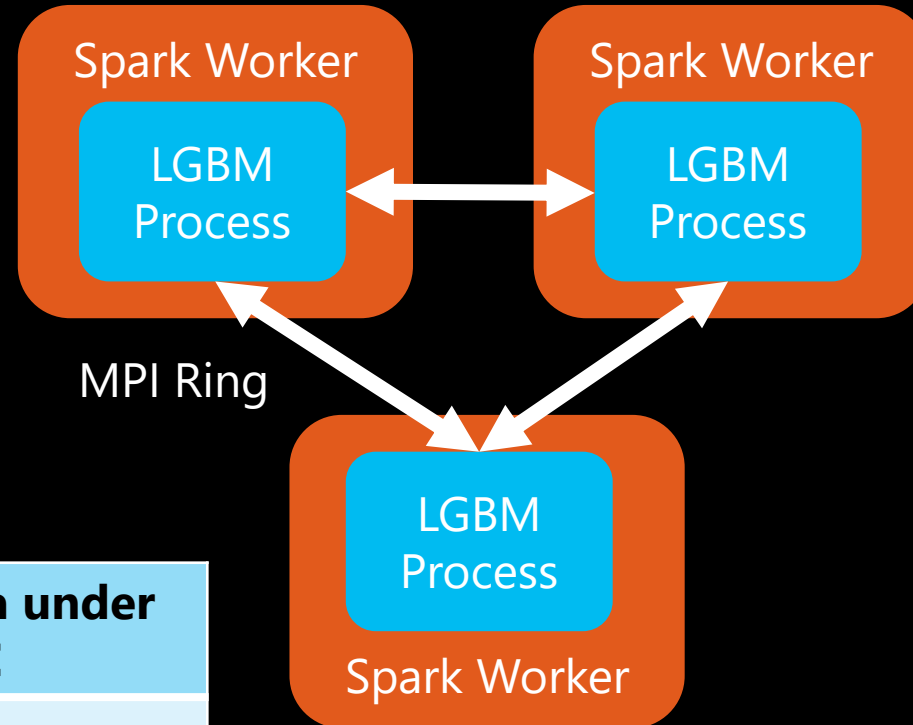 Spark Worker
LGBM
Process
Spark Worker
LGBM
Process
MPI Ring
LGBM
Process
Spark Worker
under